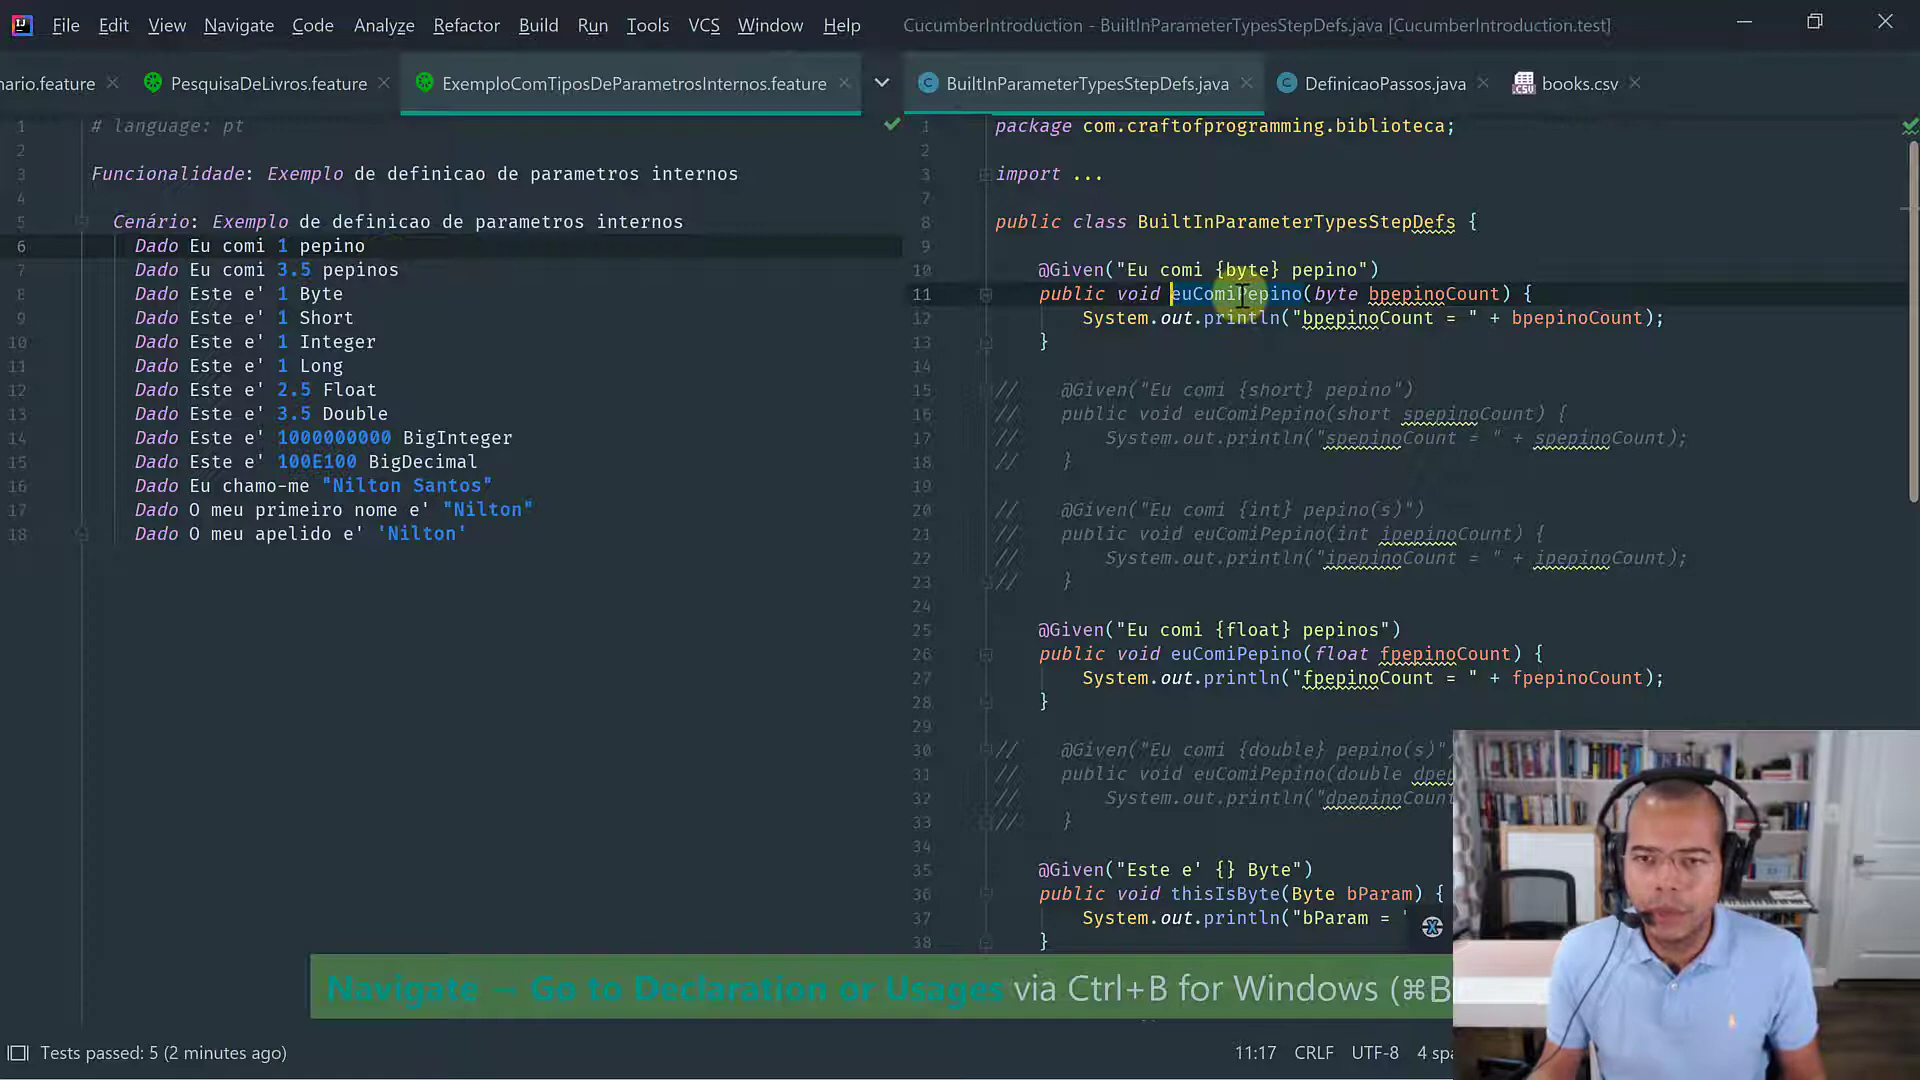 File Edit View Navigate Code Analyze Refactor Build Run Tools VCS Window Help CucumberIntroduction - BuiltInParameterTypesStepDefs.java [CucumberIntroduction.test]
nario.feature PesquisaDeLivros.feature ExemploComTiposDeParametrosInternos.feature BuiltInParameterTypesStepDefs.java DefinicaoPassos.java books.csv
1 # language: pt
2
3 Funcionalidade: Exemplo de definicao de parametros internos
4
5 Cenário: Exemplo de definicao de parametros internos
6 Dado Eu comi 1 pepino
7 Dado Eu comi 3.5 pepinos
8 Dado Este e' 1 Byte
9 Dado Este e' 1 Short
10 Dado Este e' 1 Integer
11 Dado Este e' 1 Long
12 Dado Este e' 2.5 Float
13 Dado Este e' 3.5 Double
14 Dado Este e' 1000000000 BigInteger
15 Dado Este e' 100E100 BigDecimal
16 Dado Eu chamo-me "Nilton Santos"
17 Dado O meu primeiro nome e' "Nilton"
18 Dado O meu apelido e' 'Nilton'
1 package com.craftofprogramming.biblioteca;
2
3 import ...
7
8 public class BuiltInParameterTypesStepDefs {
9
10 @Given("Eu comi {byte} pepino")
11 public void euComiPepino(byte bpepinoCount) {
12 System.out.println("bpepinoCount = " + bpepinoCount);
13 }
14
15 // @Given("Eu comi {short} pepino")
16 // public void euComiPepino(short spepinoCount) {
17 // System.out.println("spepinoCount = " + spepinoCount);
18 // }
19
20 // @Given("Eu comi {int} pepino(s)")
21 // public void euComiPepino(int ipepinoCount) {
22 // System.out.println("ipepinoCount = " + ipepinoCount);
23 // }
24
25 @Given("Eu comi {float} pepinos")
26 public void euComiPepino(float fpepinoCount) {
27 System.out.println("fpepinoCount = " + fpepinoCount);
28 }
29
30 // @Given("Eu comi {double} pepino(s)"
31 // public void euComiPepino(double dpep
32 // System.out.println("dpepinoCount
33 // }
34
35 @Given("Este e' {} Byte")
36 public void thisIsByte(Byte bParam) {
37 System.out.println("bParam = "
38 }
Navigate → Go to Declaration or Usages via Ctrl+B for Windows (⌘B
Tests passed: 5 (2 minutes ago) 11:17 CRLF UTF-8 4 spa